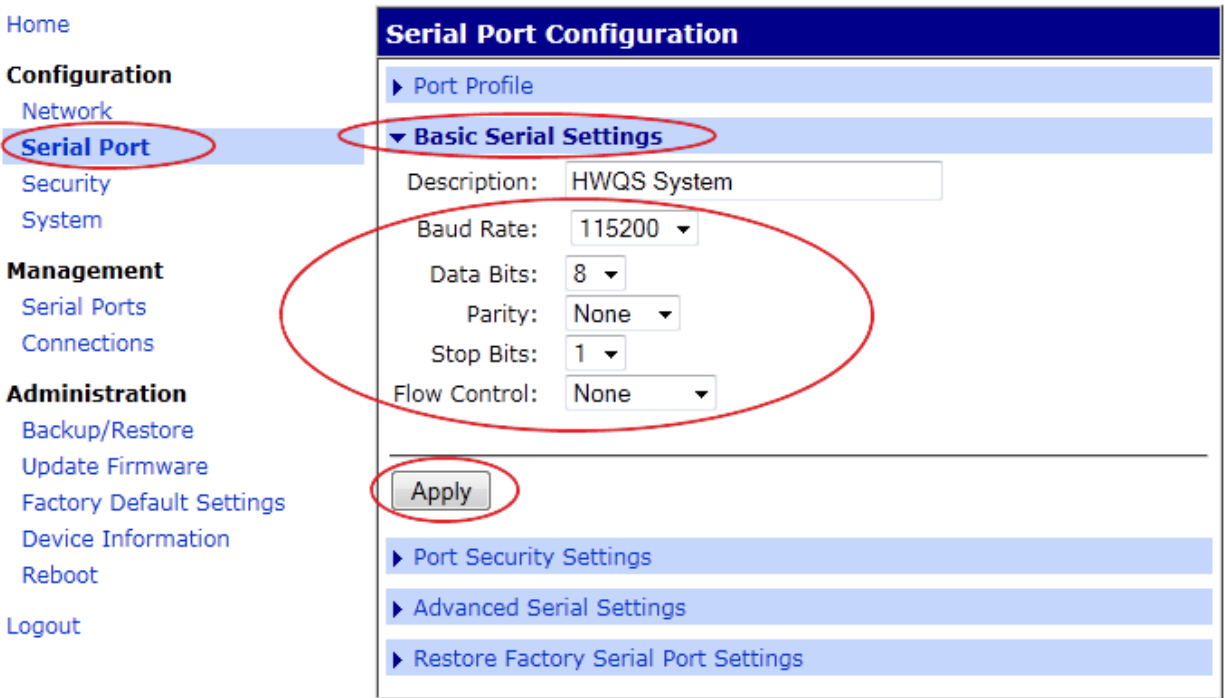 Home
Configuration
Network
Serial Port
Security
System
Management
Serial Ports
Connections
Administration
Backup/Restore
Update Firmware
Factory Default Settings
Device Information
Reboot
Logout
Serial Port Configuration
Port Profile
Basic Serial Settings
Description: HWQS System
Baud Rate: 115200
Data Bits: 8
Parity: None
Stop Bits: 1
Flow Control: None
Apply
Port Security Settings
Advanced Serial Settings
Restore Factory Serial Port Settings